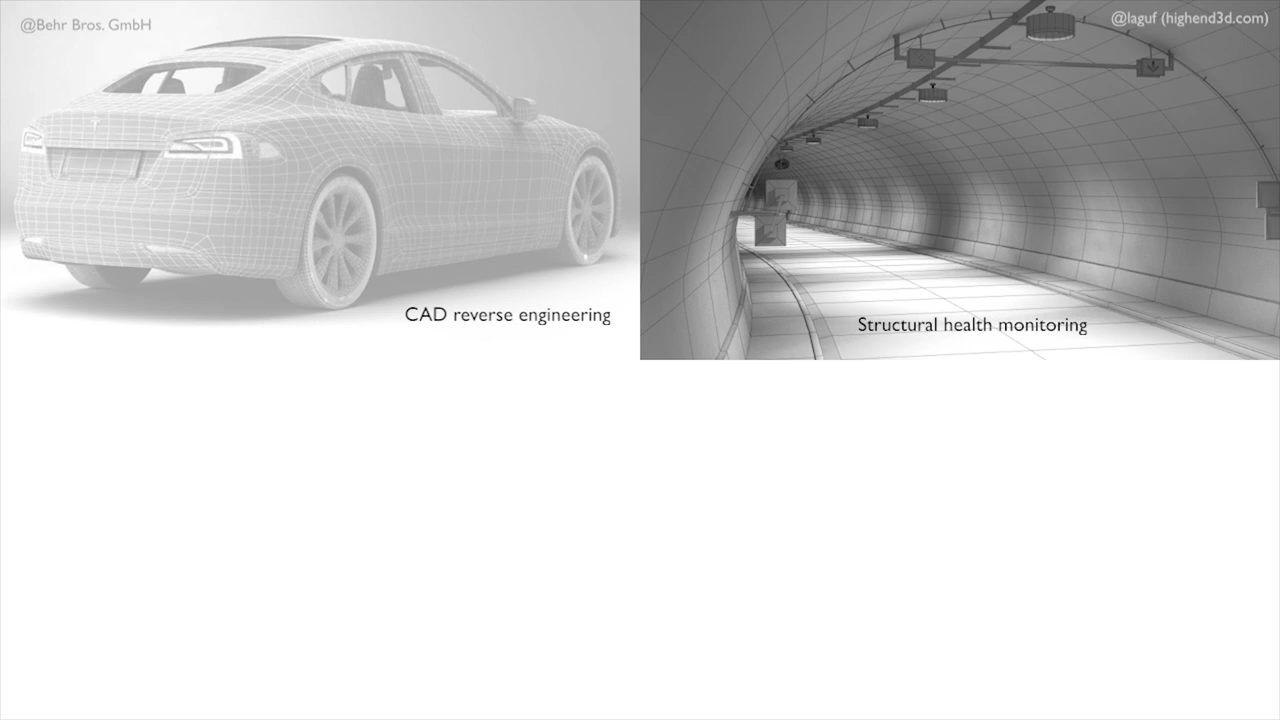 @Behr Bros. GmbH
@laguf (highend3d.com)
CAD reverse engineering
Structural health monitoring